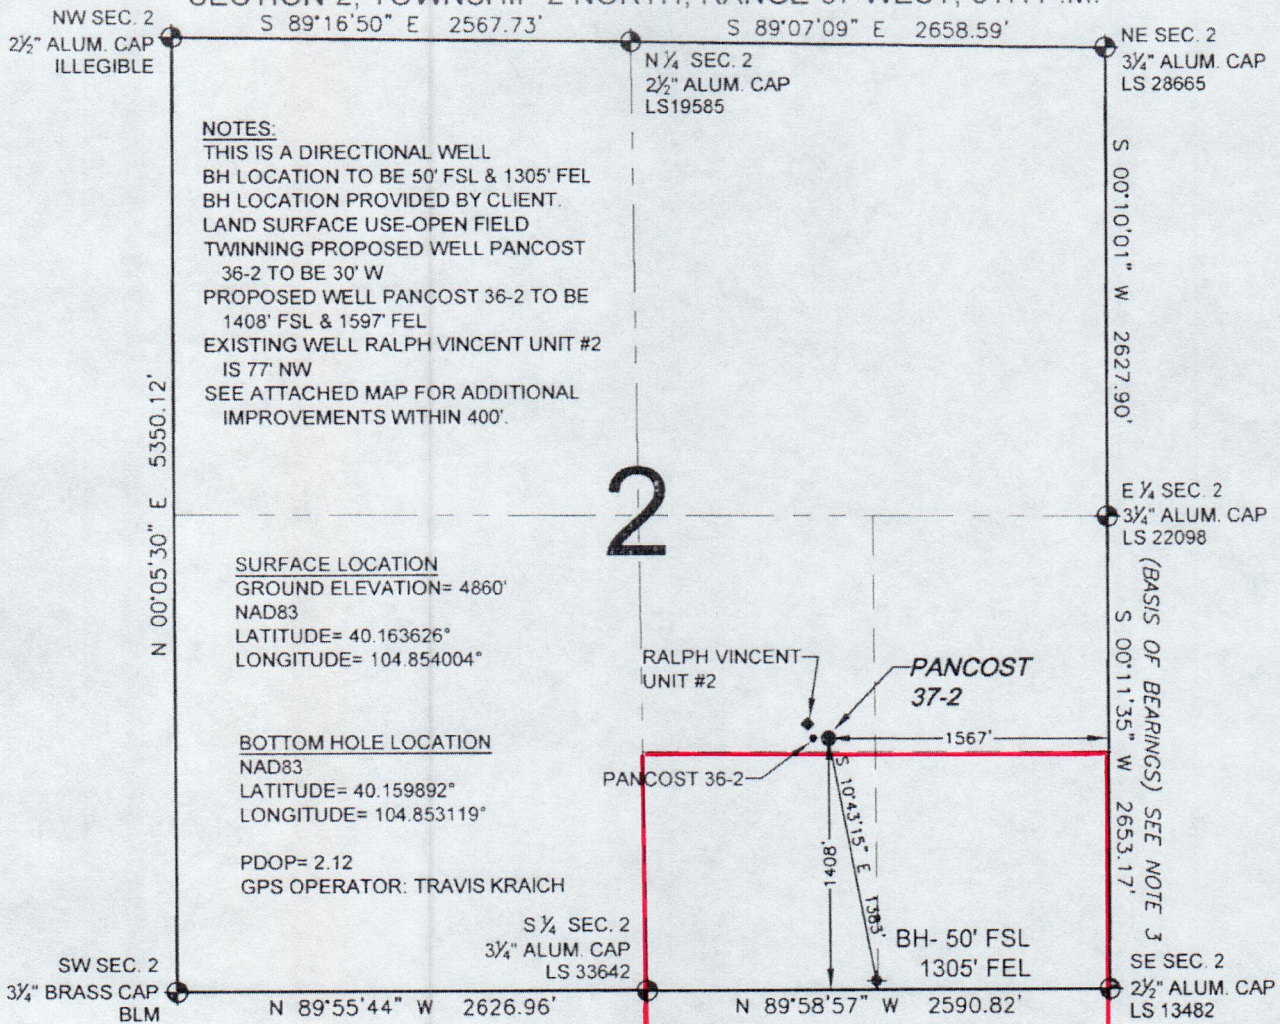 SECTION 2, TOWNSHIP 2 NORTH, RANGE 67 WEST, 6TH P.M.
NW SEC. 2
2½" ALUM. CAP
ILLEGIBLE
S 89°16'50" E 2567.73'
S 89°07'09" E 2658.59'
N ¼ SEC. 2
2½" ALUM. CAP
LS19585
NE SEC. 2
3¼" ALUM. CAP
LS 28665
NOTES:
THIS IS A DIRECTIONAL WELL
BH LOCATION TO BE 50' FSL & 1305' FEL
BH LOCATION PROVIDED BY CLIENT.
LAND SURFACE USE-OPEN FIELD
TWINNING PROPOSED WELL PANCOST
36-2 TO BE 30' W
PROPOSED WELL PANCOST 36-2 TO BE
1408' FSL & 1597' FEL
EXISTING WELL RALPH VINCENT UNIT #2
IS 77' NW
SEE ATTACHED MAP FOR ADDITIONAL
IMPROVEMENTS WITHIN 400'.
S 00°10'01" W 2627.90'
N 00°05'30" E 5350.12'
2
E ¼ SEC. 2
3¼" ALUM. CAP
LS 22098
SURFACE LOCATION
GROUND ELEVATION= 4860'
NAD83
LATITUDE= 40.163626°
LONGITUDE= 104.854004°
BOTTOM HOLE LOCATION
NAD83
LATITUDE= 40.159892°
LONGITUDE= 104.853119°
PDOP= 2.12
GPS OPERATOR: TRAVIS KRAICH
RALPH VINCENT
UNIT #2
PANCOST
37-2
1567'
PANCOST 36-2
S 10°43'15" E 1383'
1408'
S 00°11'35" W 2653.17'
(BASIS OF BEARINGS) SEE NOTE 3
BH- 50' FSL
1305' FEL
S ¼ SEC. 2
3¼" ALUM. CAP
LS 33642
SW SEC. 2
3¼" BRASS CAP
BLM
N 89°55'44" W 2626.96'
N 89°58'57" W 2590.82'
SE SEC. 2
2½" ALUM. CAP
LS 13482